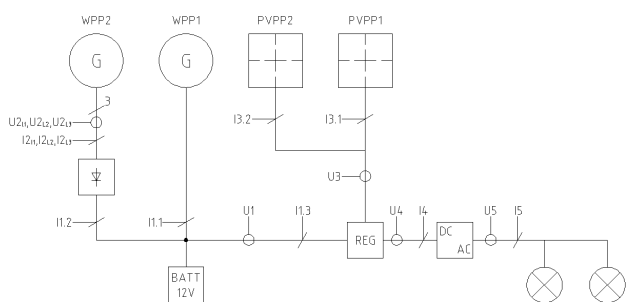 WPP2 WPP1 PVPP2 PVPP1
G G
3
U2L1,U2L2,U2L3
I2L1,I2L2,I2L3
I3.2 I3.1
U3
I1.2 I1.1 U1 I1.3 U4 I4 U5 I5
REG DC AC
BATT
12V